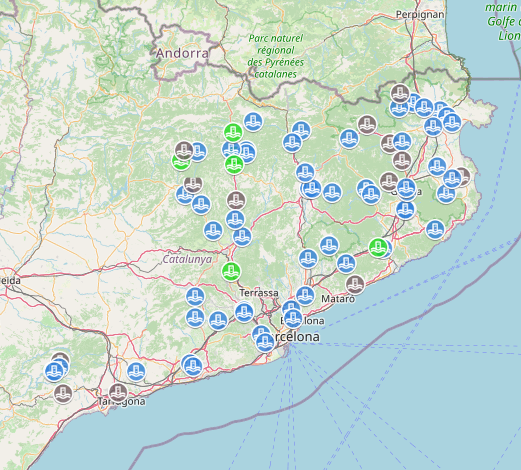 Perpignan
marin
Golfe d
Lion
Parc naturel
régional
des Pyrénées
catalanes
Andorra
Catalunya
eida
Terrassa
Mataró
lona
rcelona
Tarragona